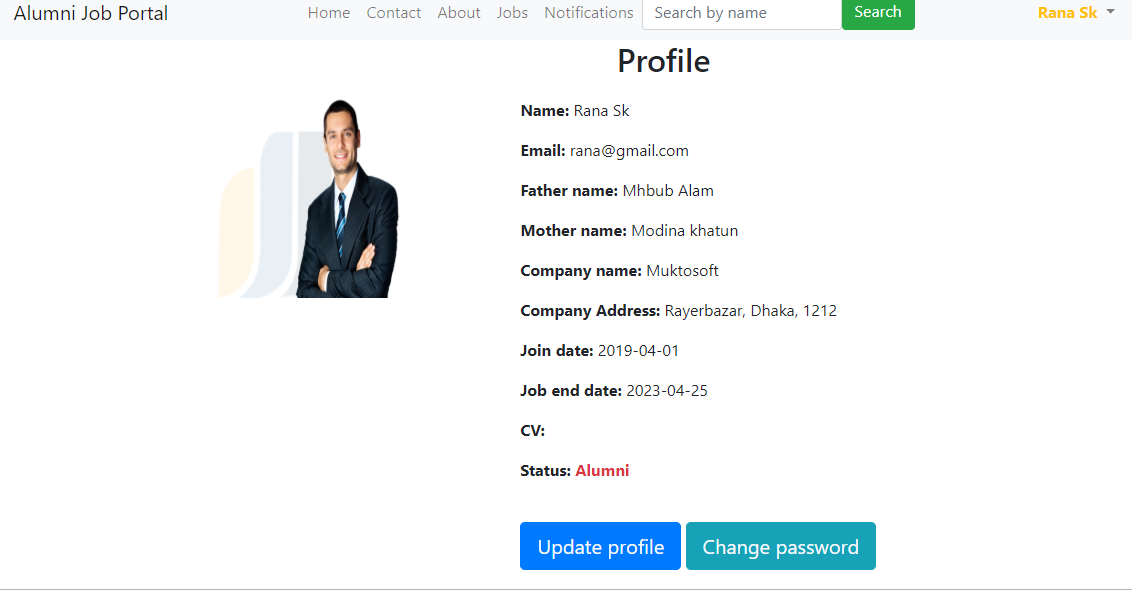 Alumni Job Portal Home Contact About Jobs Notifications Search by name Search Rana Sk
Profile
Name: Rana Sk
Email: rana@gmail.com
Father name: Mhbub Alam
Mother name: Modina khatun
Company name: Muktosoft
Company Address: Rayerbazar, Dhaka, 1212
Join date: 2019-04-01
Job end date: 2023-04-25
CV:
Status: Alumni
Update profile Change password